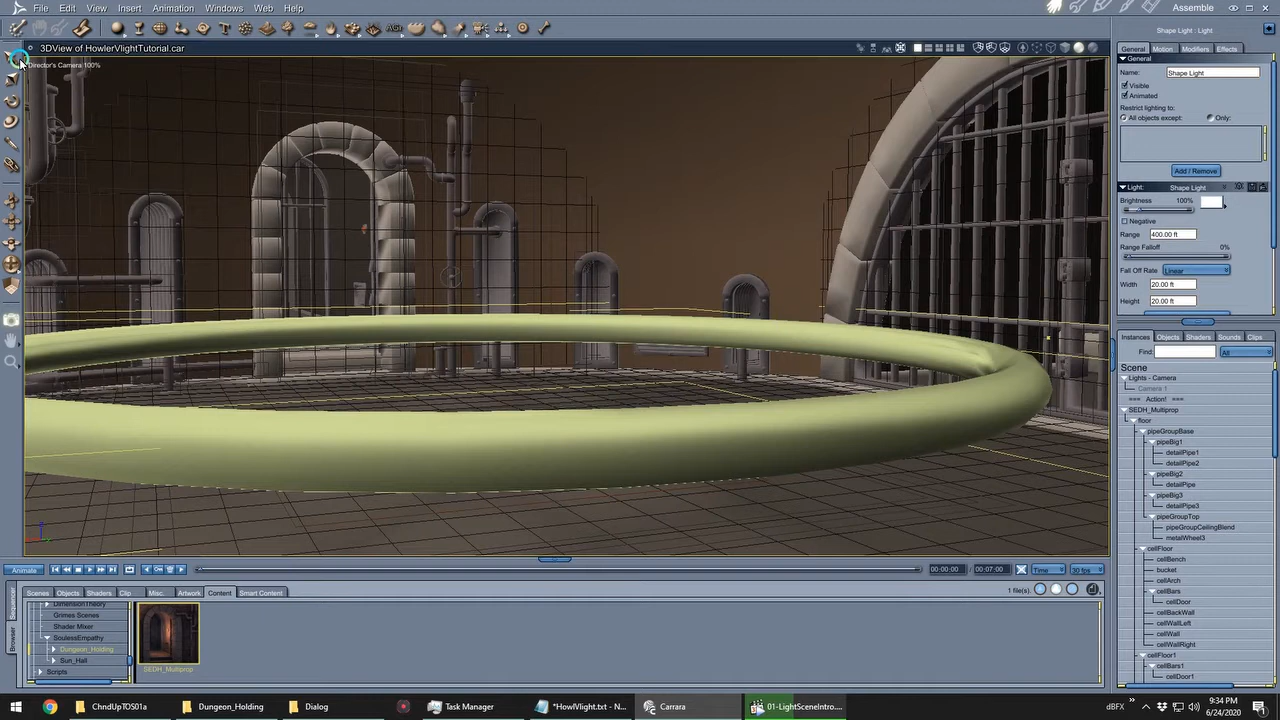 File Edit View Insert Animation Windows Web Help
Assemble
3DView of HowlerVlightTutorial.car
Director's Camera 100%
Shape Light : Light
General Motion Modifiers Effects
General
Name: Shape Light
Visible
Animated
Restrict lighting to:
All objects except: Only:
Add / Remove
Light: Shape Light
Brightness 100%
Negative
Range 400.00 ft
Range Falloff 0%
Fall Off Rate Linear
Width 20.00 ft
Height 20.00 ft
Instances Objects Shaders Sounds Clips
Find: All
Scene
Lights - Camera
Camera 1
=== Action! ===
SEDH_Multiprop
floor
pipeGroupBase
pipeBig1
detailPipe1
detailPipe2
pipeBig2
detailPipe
pipeBig3
detailPipe3
pipeGroupTop
pipeGroupCeilingBlend
metalWheel3
cellFloor
cellBench
bucket
cellArch
cellBars
cellDoor
cellBackWall
cellWallLeft
cellWall
cellWallRight
cellFloor1
cellBars1
cellDoor1
Animate
00:00:00 / 00:07:00 Time 30 fps
Sequencer
Browser
Scenes Objects Shaders Clip Misc. Artwork Content Smart Content
1 file(s).
DimensionTheory
Grimes Scenes
Shader Mixer
SoulessEmpathy
Dungeon_Holding
Sun_Hall
Scripts
SEDH_Multiprop
ChndUpTOS01a Dungeon_Holding Dialog Task Manager *HowlVlight.txt - N... Carrara 01-LightSceneIntro....
dBFX
9:34 PM
6/24/2020